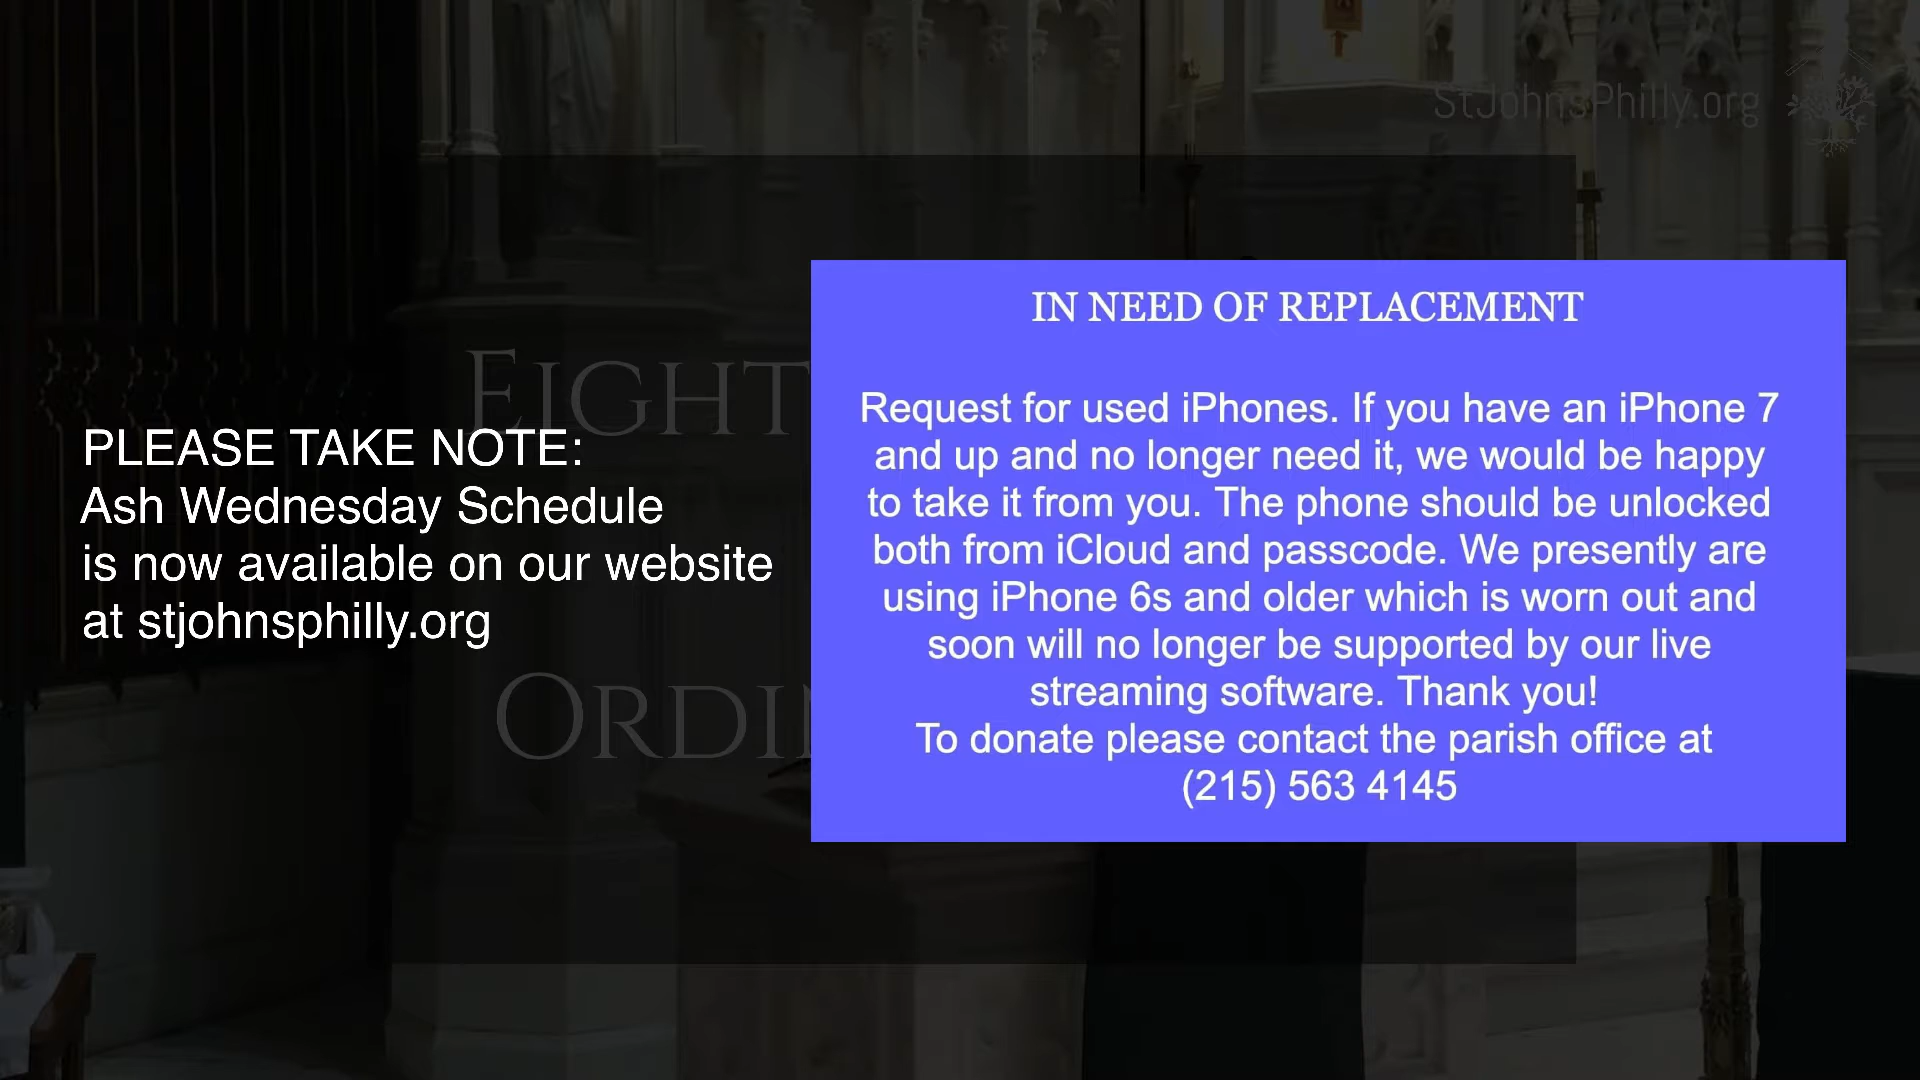 StJohnsPhilly.org
EIGHT
ORDI
PLEASE TAKE NOTE:
Ash Wednesday Schedule
is now available on our website
at stjohnsphilly.org
IN NEED OF REPLACEMENT
Request for used iPhones. If you have an iPhone 7
and up and no longer need it, we would be happy
to take it from you. The phone should be unlocked
both from iCloud and passcode. We presently are
using iPhone 6s and older which is worn out and
soon will no longer be supported by our live
streaming software. Thank you!
To donate please contact the parish office at
(215) 563 4145